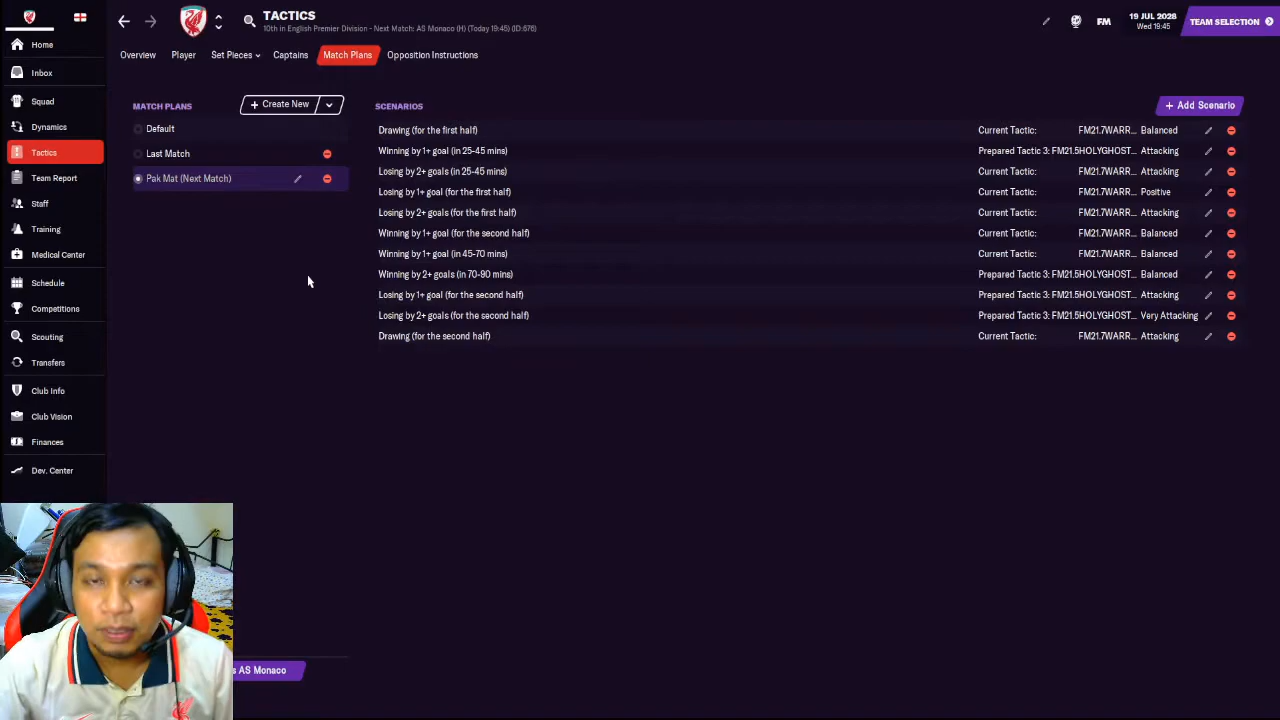 TACTICS
10th in English Premier Division - Next Match: AS Monaco (H) (Today 19:45) (ID:676)
FM
19 JUL 2028
Wed 19:45
TEAM SELECTION
Home
Inbox
Squad
Dynamics
Tactics
Team Report
Staff
Training
Medical Center
Schedule
Competitions
Scouting
Transfers
Club Info
Club Vision
Finances
Dev. Center
Overview
Player
Set Pieces
Captains
Match Plans
Opposition Instructions
MATCH PLANS
+ Create New
Default
Last Match
Pak Mat (Next Match)
SCENARIOS
+ Add Scenario
Drawing (for the first half) Current Tactic: FM21.7WARR... Balanced
Winning by 1+ goal (in 25-45 mins) Prepared Tactic 3: FM21.5HOLYGHOST... Attacking
Losing by 2+ goals (in 25-45 mins) Current Tactic: FM21.7WARR... Attacking
Losing by 1+ goal (for the first half) Current Tactic: FM21.7WARR... Positive
Losing by 2+ goals (for the first half) Current Tactic: FM21.7WARR... Attacking
Winning by 1+ goal (for the second half) Current Tactic: FM21.7WARR... Balanced
Winning by 1+ goal (in 45-70 mins) Current Tactic: FM21.7WARR... Balanced
Winning by 2+ goals (in 70-90 mins) Prepared Tactic 3: FM21.5HOLYGHOST... Balanced
Losing by 1+ goal (for the second half) Prepared Tactic 3: FM21.5HOLYGHOST... Attacking
Losing by 2+ goals (for the second half) Prepared Tactic 3: FM21.5HOLYGHOST... Very Attacking
Drawing (for the second half) Current Tactic: FM21.7WARR... Attacking
s AS Monaco